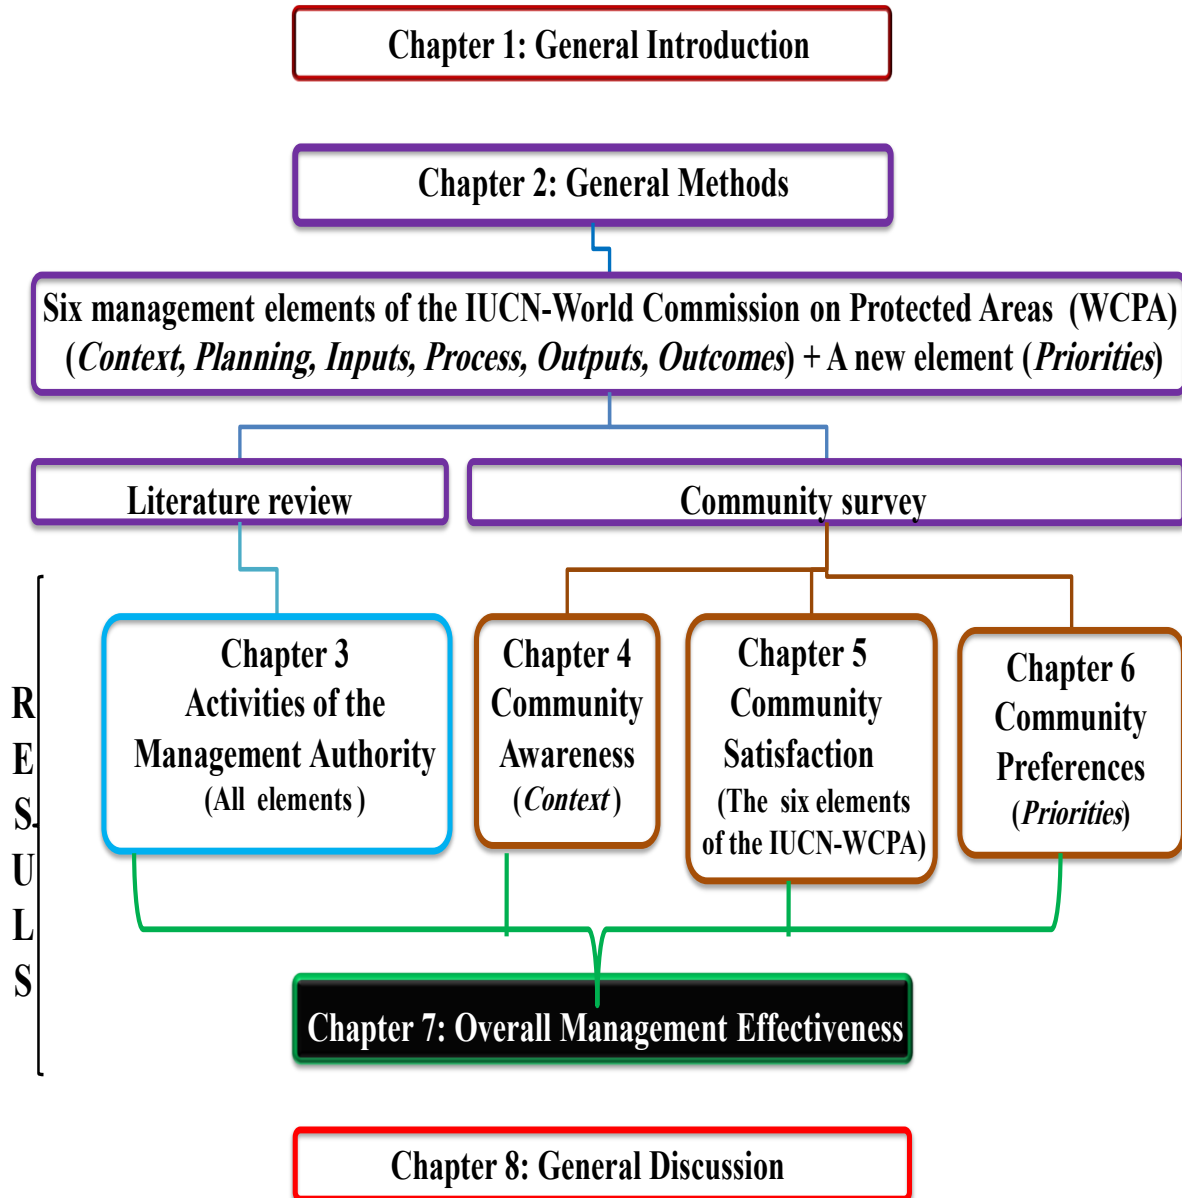 Chapter 1: General Introduction
Chapter 2: General Methods
Six management elements of the IUCN-World Commission on Protected Areas (WCPA)
(Context, Planning, Inputs, Process, Outputs, Outcomes) + A new element (Priorities)
Literature review
Community survey
RESULS
Chapter 3
Activities of the
Management Authority
(All elements)
Chapter 4
Community
Awareness
(Context)
Chapter 5
Community
Satisfaction
(The six elements
of the IUCN-WCPA)
Chapter 6
Community
Preferences
(Priorities)
Chapter 7: Overall Management Effectiveness
Chapter 8: General Discussion